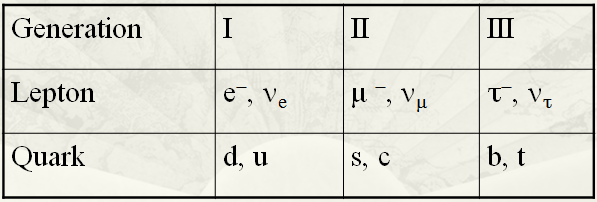 Generation I II III
Lepton e⁻, νₑ μ ⁻, ν_μ τ⁻, ν_τ
Quark d, u s, c b, t